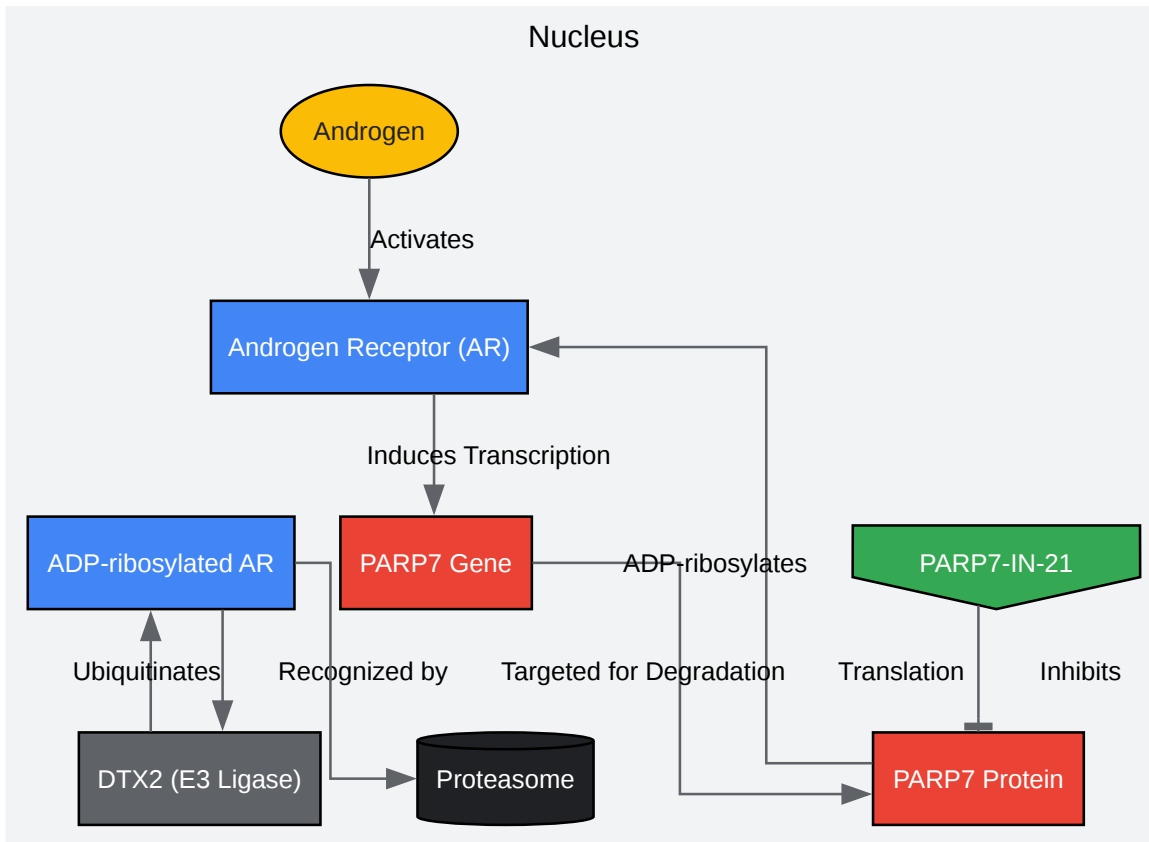 Nucleus
Androgen
Activates
Androgen Receptor (AR)
Induces Transcription
ADP-ribosylated AR
PARP7 Gene
ADP-ribosylates
PARP7-IN-21
Ubiquitinates
Recognized by
Targeted for Degradation
Translation
Inhibits
DTX2 (E3 Ligase)
Proteasome
PARP7 Protein